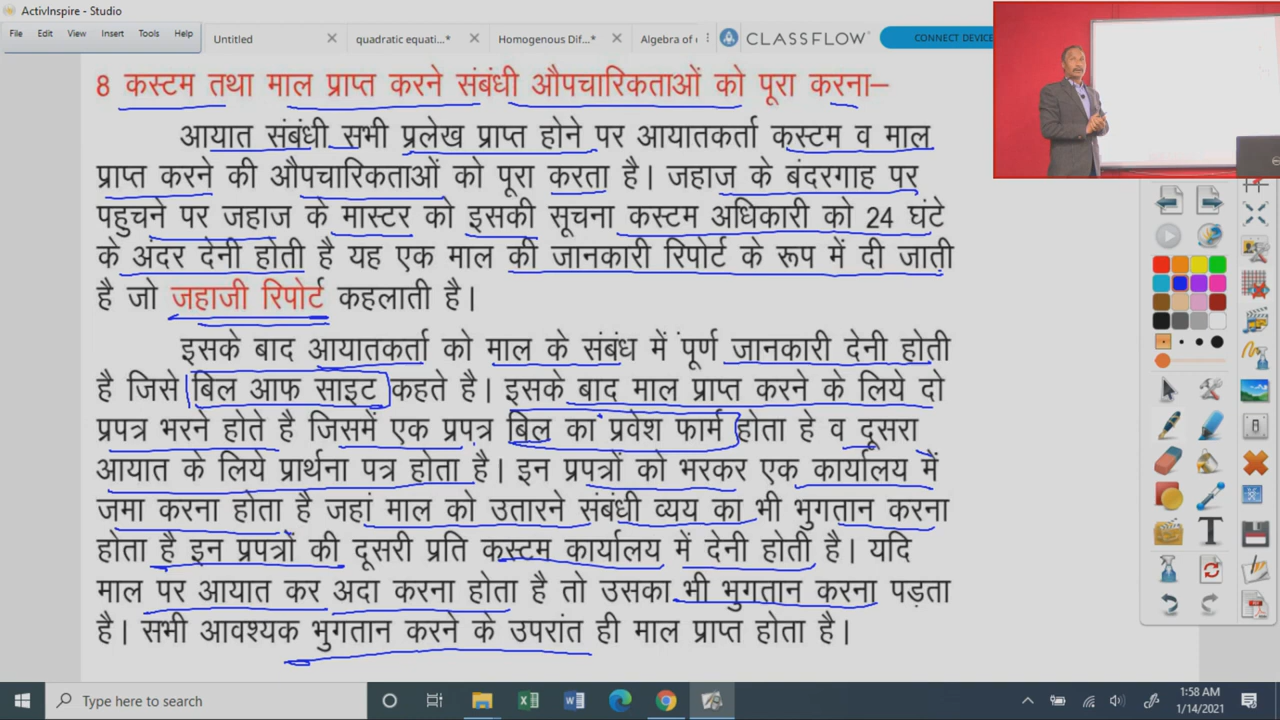 ActivInspire - Studio
File Edit View Insert Tools Help
Untitled
quadratic equati...*
Homogenous Dif...*
Algebra of
CLASSFLOW
CONNECT DEVICE
8 कस्टम तथा माल प्राप्त करने संबंधी औपचारिकताओं को पूरा करना–
आयात संबंधी सभी प्रलेख प्राप्त होने पर आयातकर्ता कस्टम व माल
प्राप्त करने की औपचारिकताओं को पूरा करता है। जहाज के बंदरगाह पर
पहुचने पर जहाज के मास्टर को इसकी सूचना कस्टम अधिकारी को 24 घंटे
के अदर देनी होती है यह एक माल की जानकारी रिपोर्ट के रूप में दी जाती
है जो जहाजी रिपोर्ट कहलाती है।
इसके बाद आयातकर्ता को माल के संबंध में पूर्ण जानकारी देनी होती
है जिसे बिल आफ साइट कहते है। इसके बाद माल प्राप्त करने के लिये दो
प्रपत्र भरने होते है जिसमें एक प्रपत्र बिल का प्रवेश फार्म होता हे व दूसरा
आयात के लिये प्रार्थना पत्र होता है। इन प्रपत्रों को भरकर एक कार्यालय में
जमा करना होता है जहां माल को उतारने संबंधी व्यय का भी भुगतान करना
होता है इन प्रपत्रों की दूसरी प्रति कस्टम कार्यालय में देनी होती है। यदि
माल पर आयात कर अदा करना होता है तो उसका भी भुगतान करना पड़ता
है। सभी आवश्यक भुगतान करने के उपरांत ही माल प्राप्त होता है।
Type here to search
1:58 AM
1/14/2021